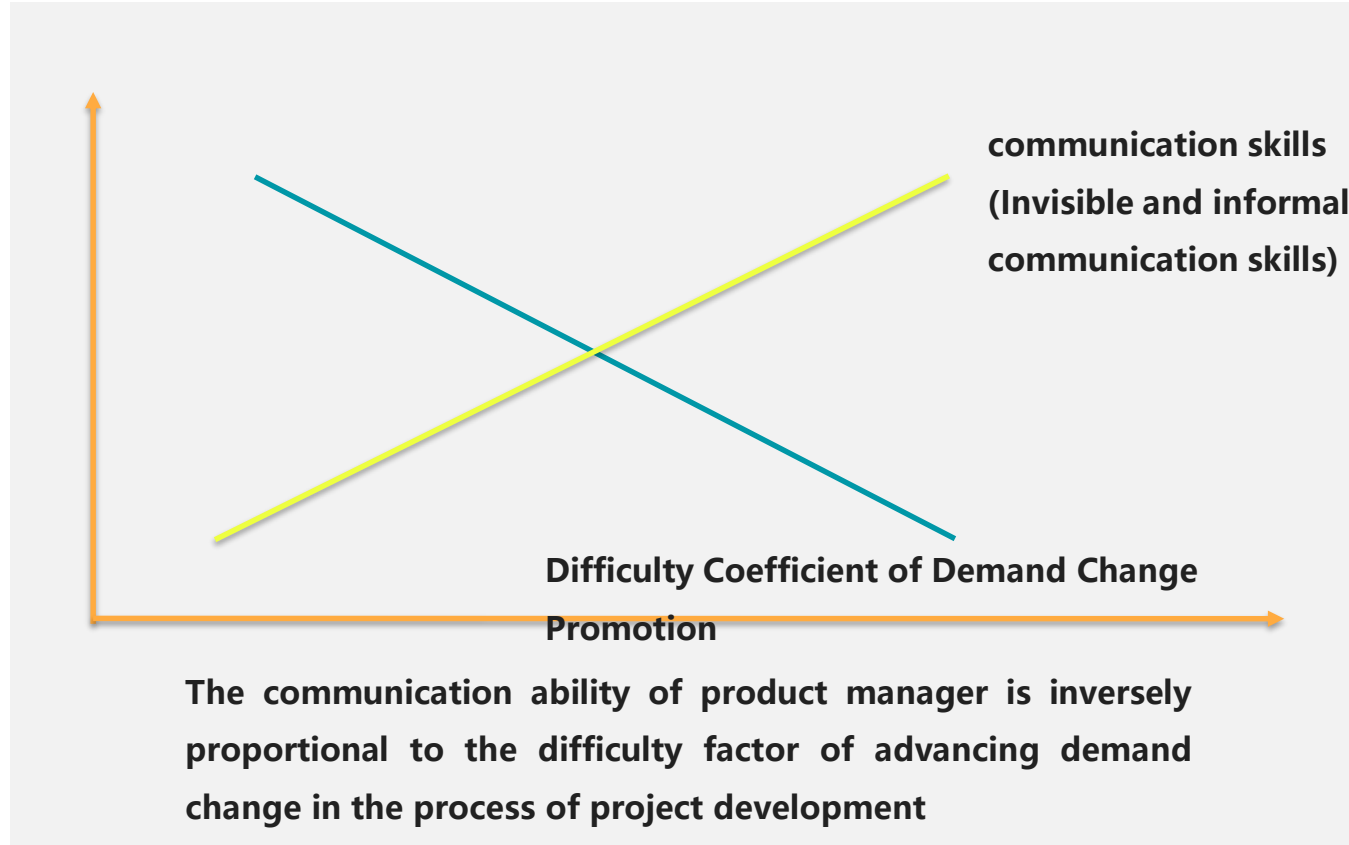 communication skills
(Invisible and informal
communication skills)
Difficulty Coefficient of Demand Change
Promotion
The communication ability of product manager is inversely
proportional to the difficulty factor of advancing demand
change in the process of project development